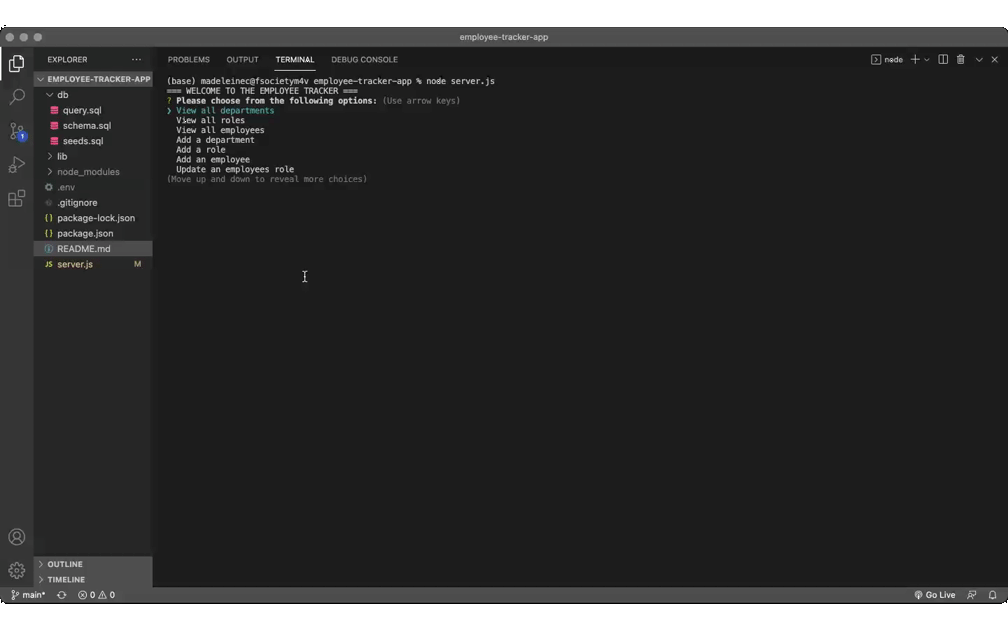 employee-tracker-app
EXPLORER
EMPLOYEE-TRACKER-APP
db
query.sql
schema.sql
seeds.sql
lib
node_modules
.env
.gitignore
{} package-lock.json
{} package.json
README.md
JS server.js M
OUTLINE
TIMELINE
1
PROBLEMS OUTPUT TERMINAL DEBUG CONSOLE
node
(base) madeleinec@fsocietym4v employee-tracker-app % node server.js
=== WELCOME TO THE EMPLOYEE TRACKER ===
? Please choose from the following options: (Use arrow keys)
❯ View all departments
View all roles
View all employees
Add a department
Add a role
Add an employee
Update an employees role
(Move up and down to reveal more choices)
main* 0 0 Go Live